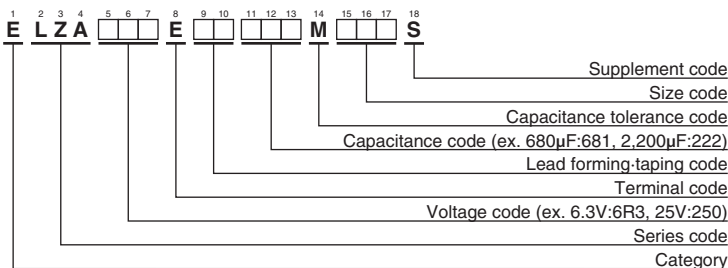 1 2 3 4 5 6 7 8 9 10 11 12 13 14 15 16 17 18
E L Z A E M S
Supplement code
Size code
Capacitance tolerance code
Capacitance code (ex. 680µF:681, 2,200µF:222)
Lead forming·taping code
Terminal code
Voltage code (ex. 6.3V:6R3, 25V:250)
Series code
Category